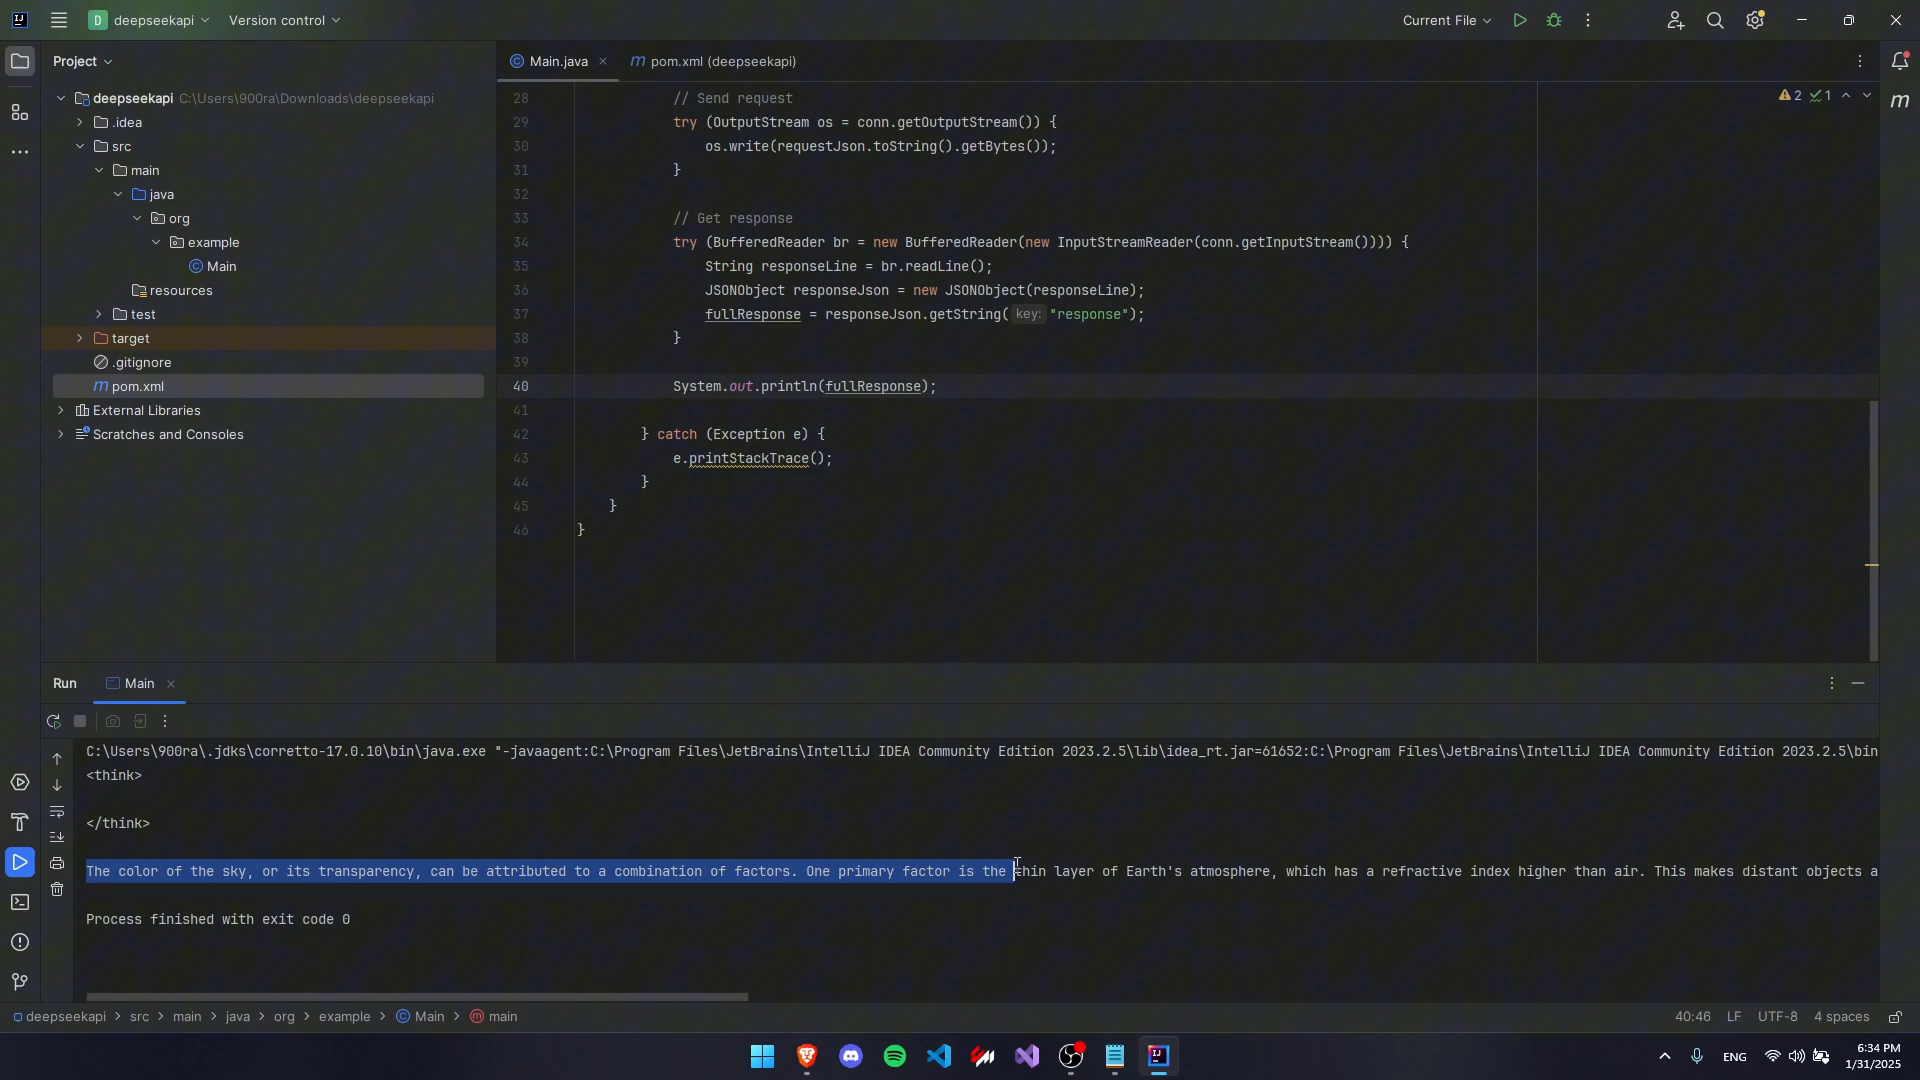 deepseekapi
Version control
Current File
Project
Main.java
pom.xml (deepseekapi)
deepseekapi C:\Users\900ra\Downloads\deepseekapi
.idea
src
main
java
org
example
Main
resources
test
target
.gitignore
pom.xml
External Libraries
Scratches and Consoles
2 1
28 // Send request
29 try (OutputStream os = conn.getOutputStream()) {
30 os.write(requestJson.toString().getBytes());
31 }
32
33 // Get response
34 try (BufferedReader br = new BufferedReader(new InputStreamReader(conn.getInputStream()))) {
35 String responseLine = br.readLine();
36 JSONObject responseJson = new JSONObject(responseLine);
37 fullResponse = responseJson.getString( key: "response");
38 }
39
40 System.out.println(fullResponse);
41
42 } catch (Exception e) {
43 e.printStackTrace();
44 }
45 }
46 }
Run Main
C:\Users\900ra\.jdks\corretto-17.0.10\bin\java.exe "-javaagent:C:\Program Files\JetBrains\IntelliJ IDEA Community Edition 2023.2.5\lib\idea_rt.jar=61652:C:\Program Files\JetBrains\IntelliJ IDEA Community Edition 2023.2.5\bin
<think>
</think>
The color of the sky, or its transparency, can be attributed to a combination of factors. One primary factor is the thin layer of Earth's atmosphere, which has a refractive index higher than air. This makes distant objects a
Process finished with exit code 0
deepseekapi > src > main > java > org > example > Main > main
40:46 LF UTF-8 4 spaces
ENG
6:34 PM
1/31/2025